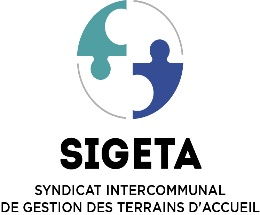 SIGETA
SYNDICAT INTERCOMMUNAL
DE GESTION DES TERRAINS D'ACCUEIL